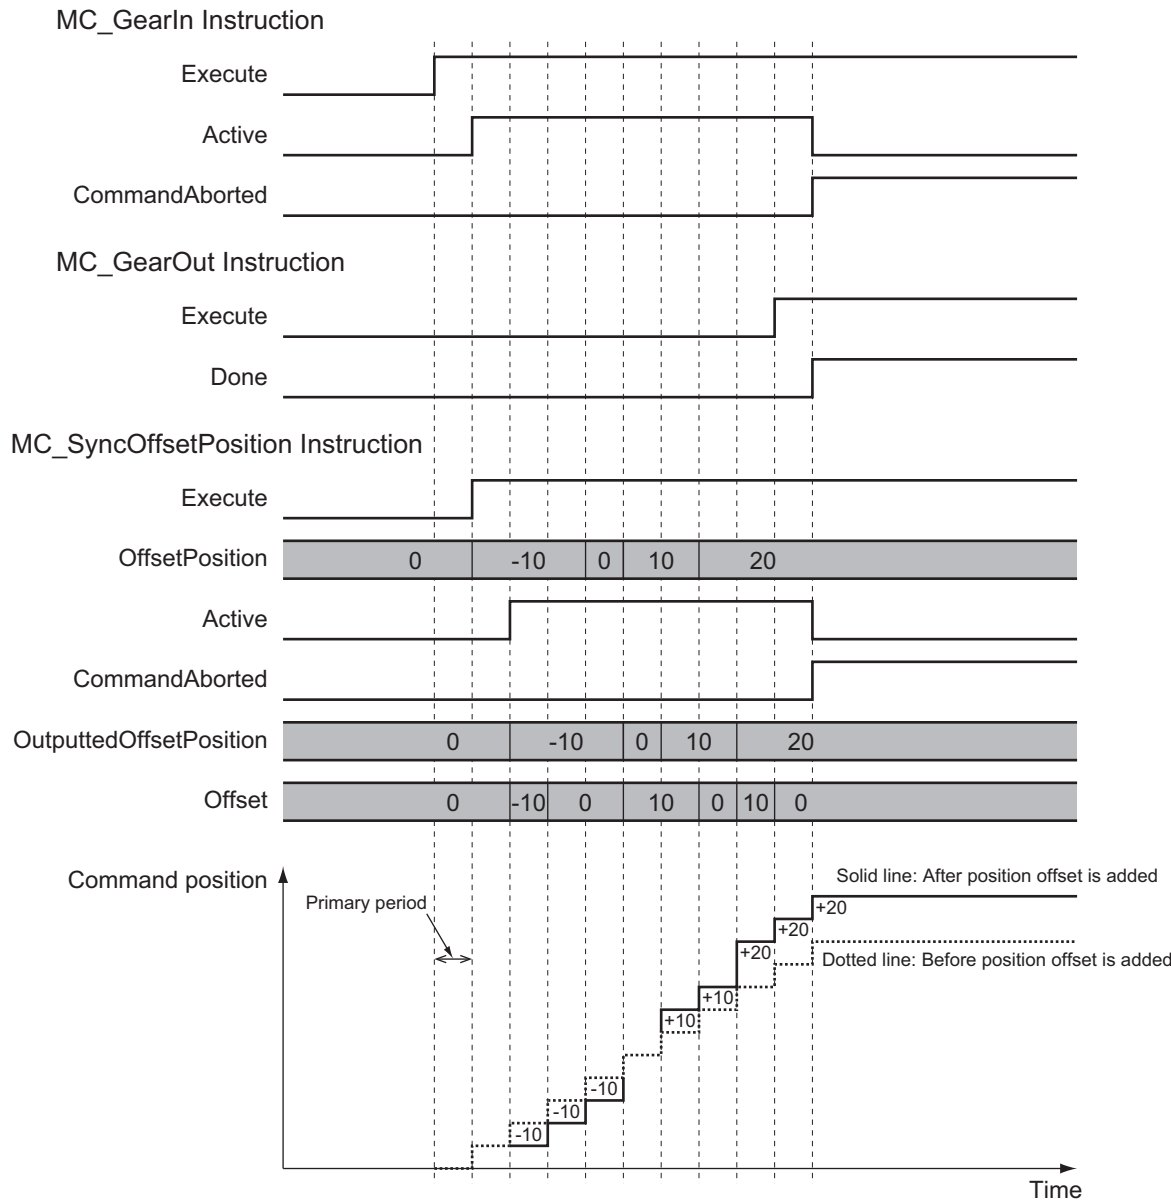 MC_GearIn Instruction
Execute
Active
CommandAborted
MC_GearOut Instruction
Execute
Done
MC_SyncOffsetPosition Instruction
Execute
OffsetPosition 0 -10 0 10 20
Active
CommandAborted
OutputtedOffsetPosition 0 -10 0 10 20
Offset 0 -10 0 10 0 10 0
Command position
Solid line: After position offset is added
Primary period
+20
+20
+20
Dotted line: Before position offset is added
+10
+10
-10
-10
-10
Time